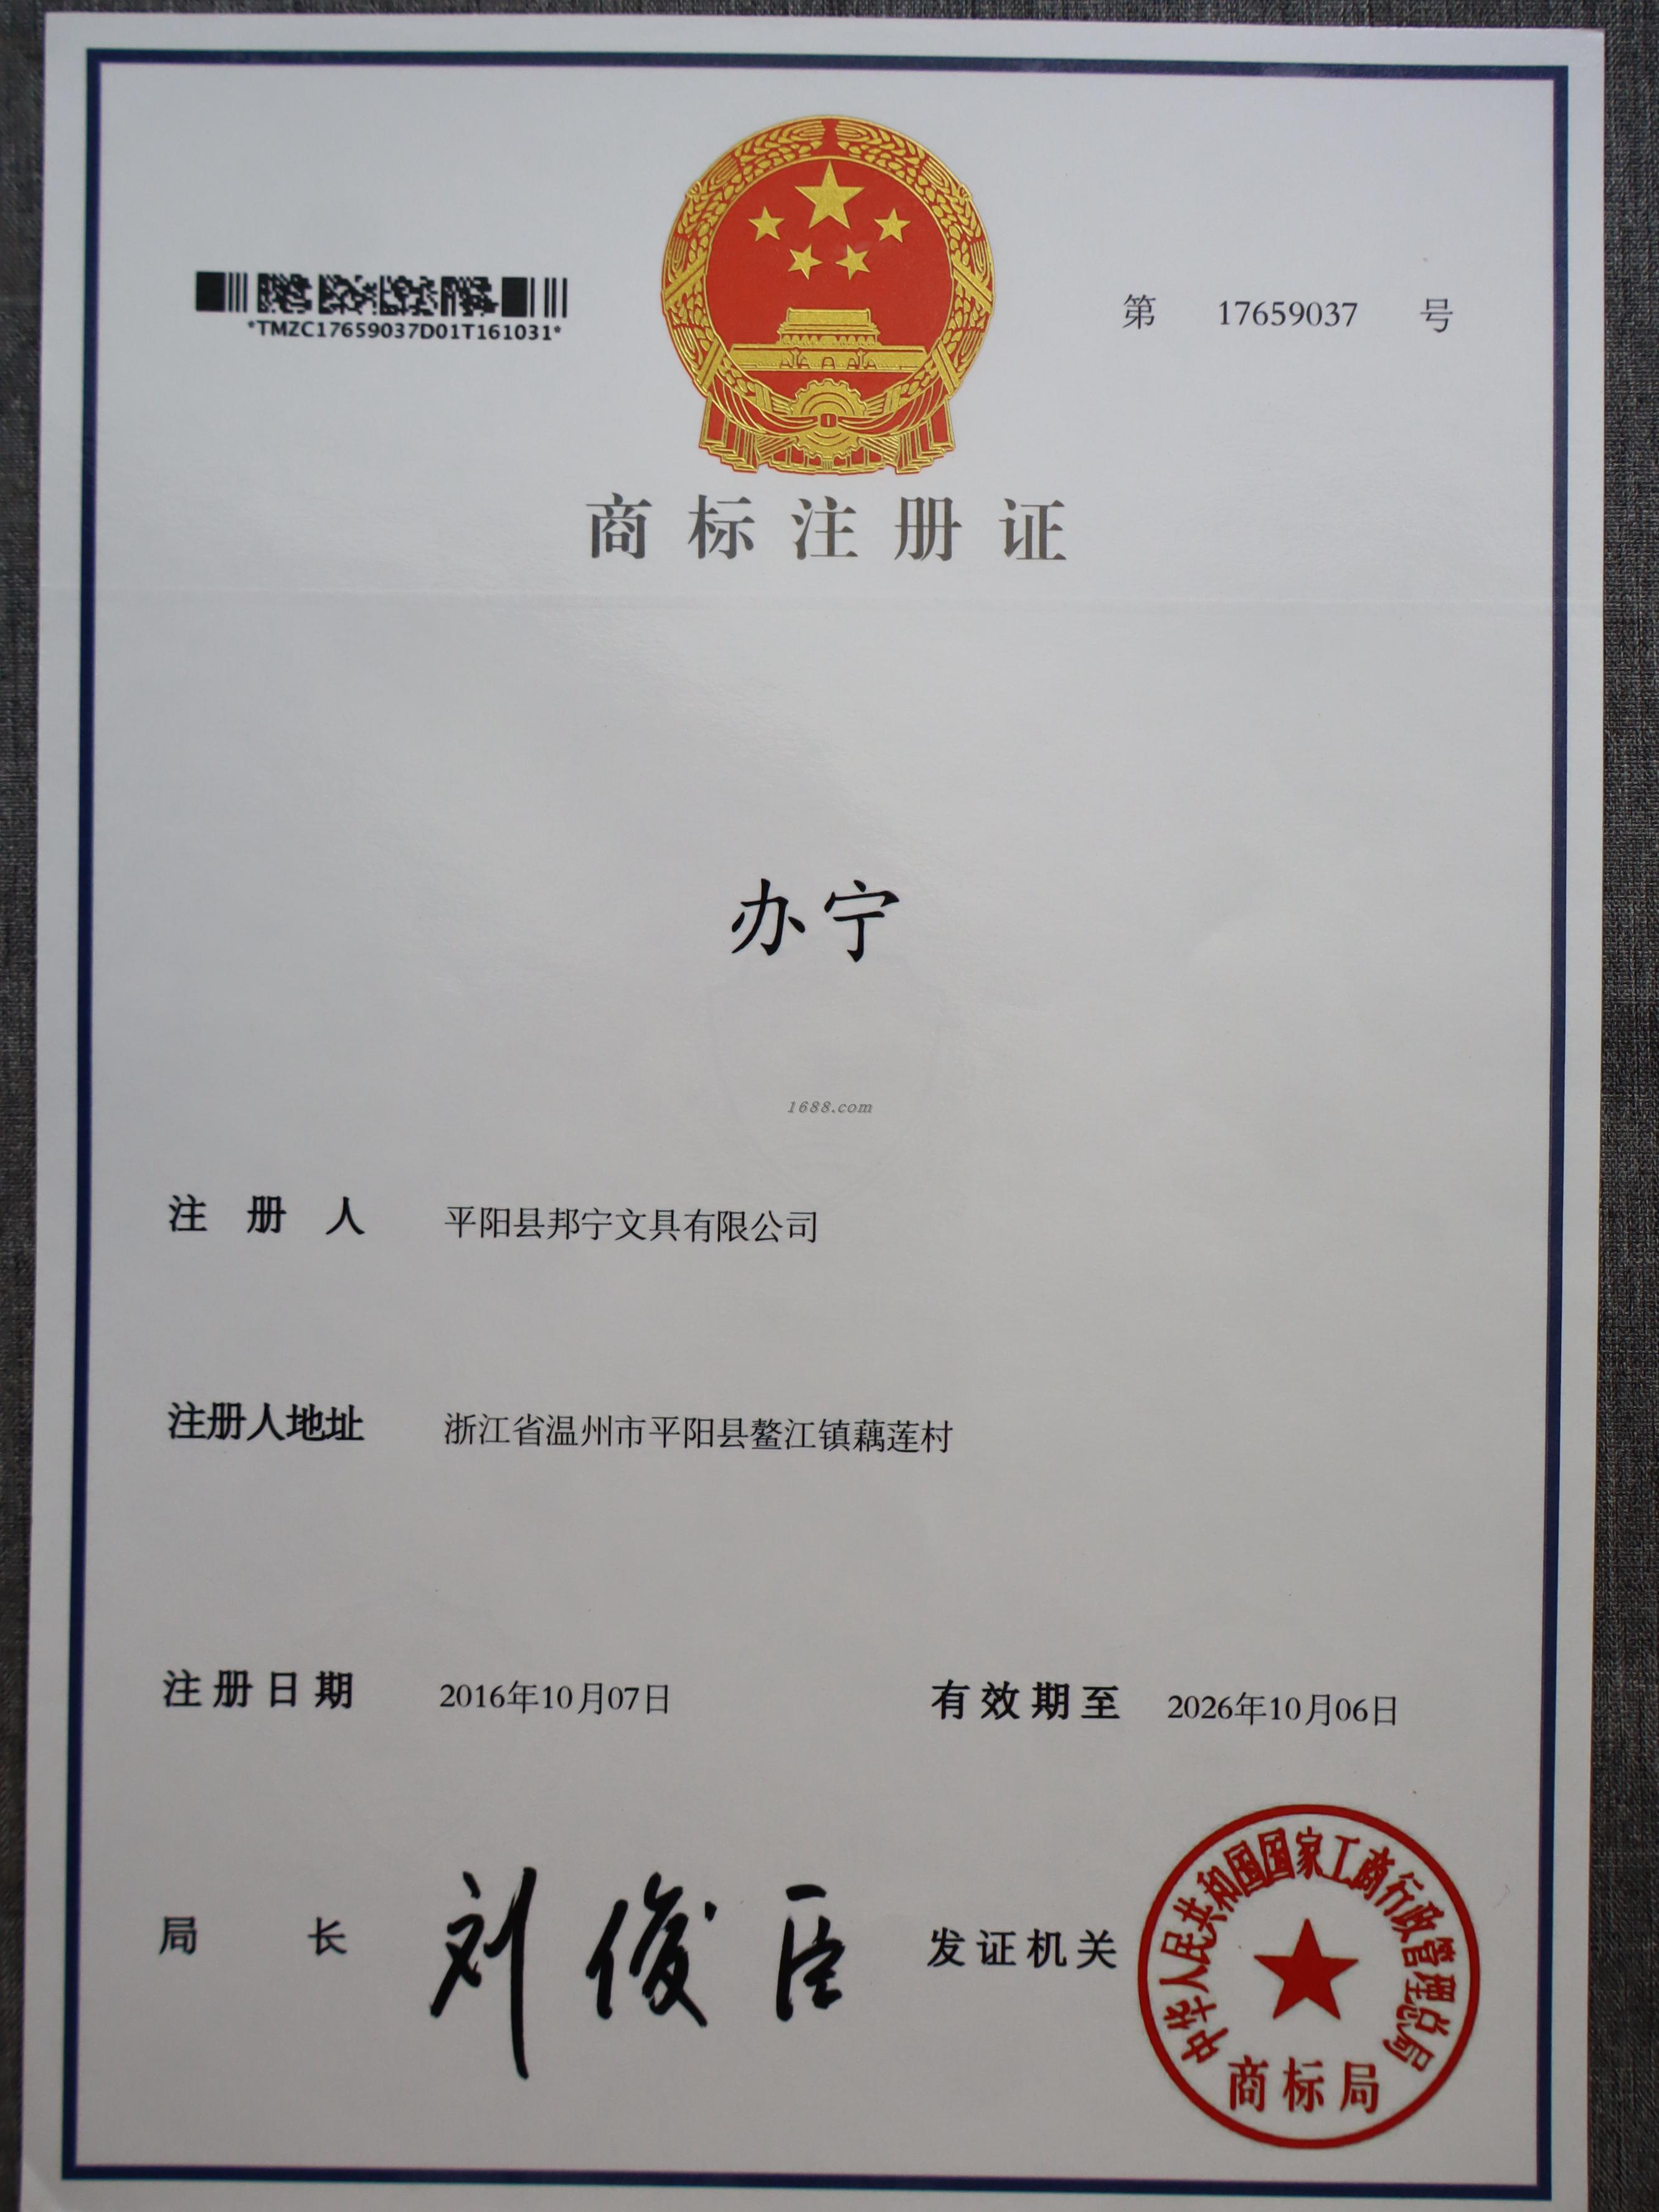 *TMZC17659037D01T161031*
第 17659037 号
商标注册证
办宁
1688.com
注册人 平阳县邦宁文具有限公司
注册人地址 浙江省温州市平阳县鳌江镇藕莲村
注册日期 2016年10月07日 有效期至 2026年10月06日
局长 刘俊臣 发证机关
中华人民共和国国家工商行政管理总局
商标局